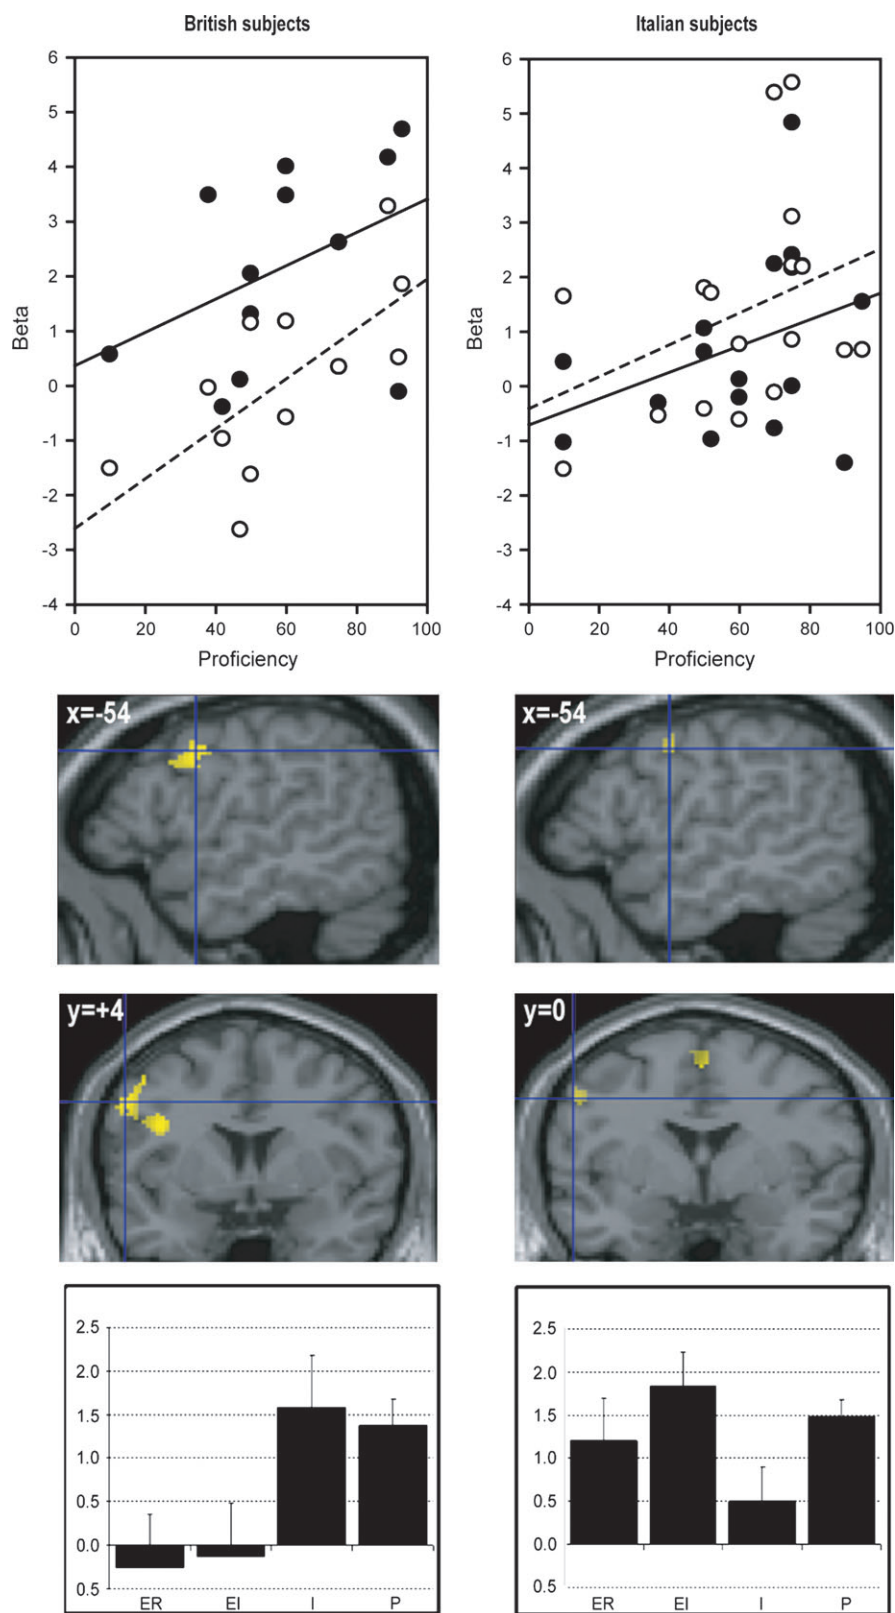 British subjects
Italian subjects
6
5
4
3
2
1
0
-1
-2
-3
-4
Beta
0 20 40 60 80 100
Proficiency
6
5
4
3
2
1
0
-1
-2
-3
-4
Beta
0 20 40 60 80 100
Proficiency
x=-54
x=-54
y=+4
y=0
2.5
2.0
1.5
1.0
0.5
0.0
0.5
ER EI I P
2.5
2.0
1.5
1.0
0.5
0.0
0.5
ER EI I P